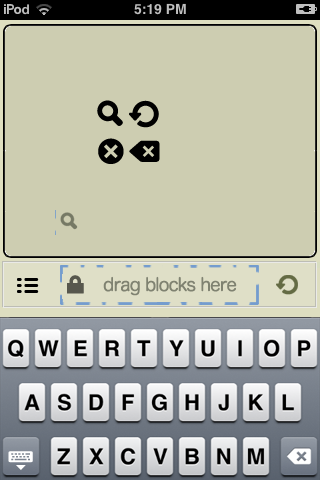 iPod 5:19 PM
drag blocks here
Q W E R T Y U I O P
A S D F G H J K L
Z X C V B N M